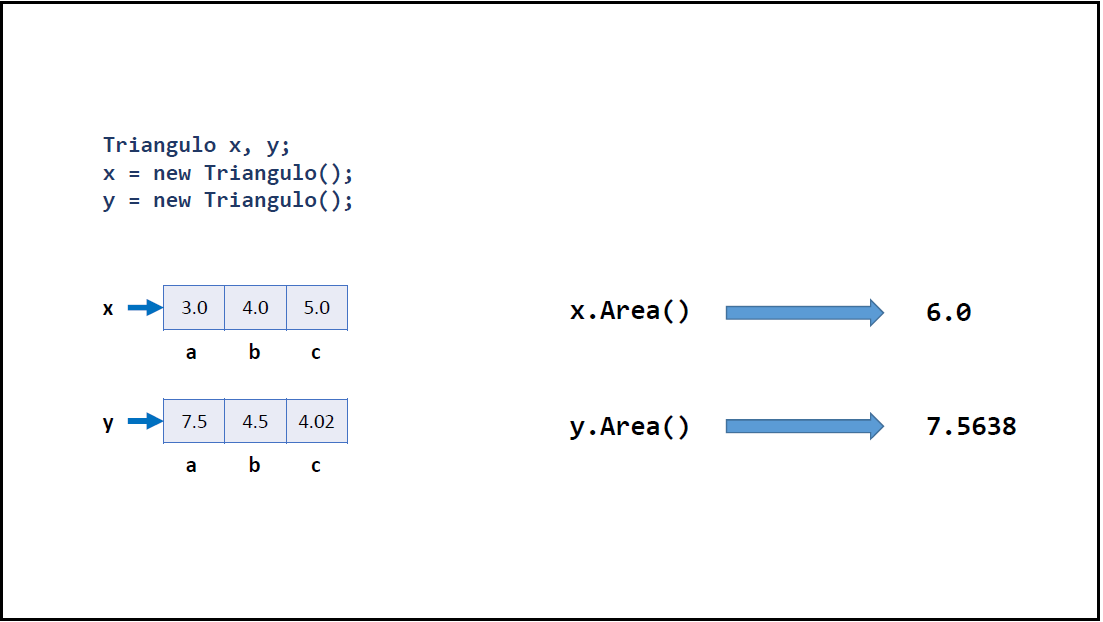 Triangulo x, y;
x = new Triangulo();
y = new Triangulo();
x 3.0 4.0 5.0
a b c
y 7.5 4.5 4.02
a b c
x.Area() 6.0
y.Area() 7.5638